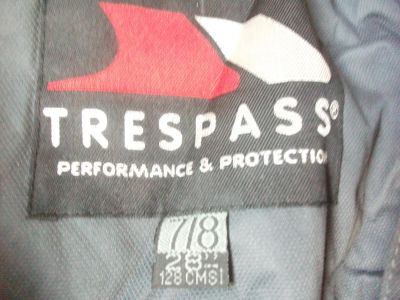 TRESPASS®
PERFORMANCE & PROTECTION
7/8
28"
128 CMS